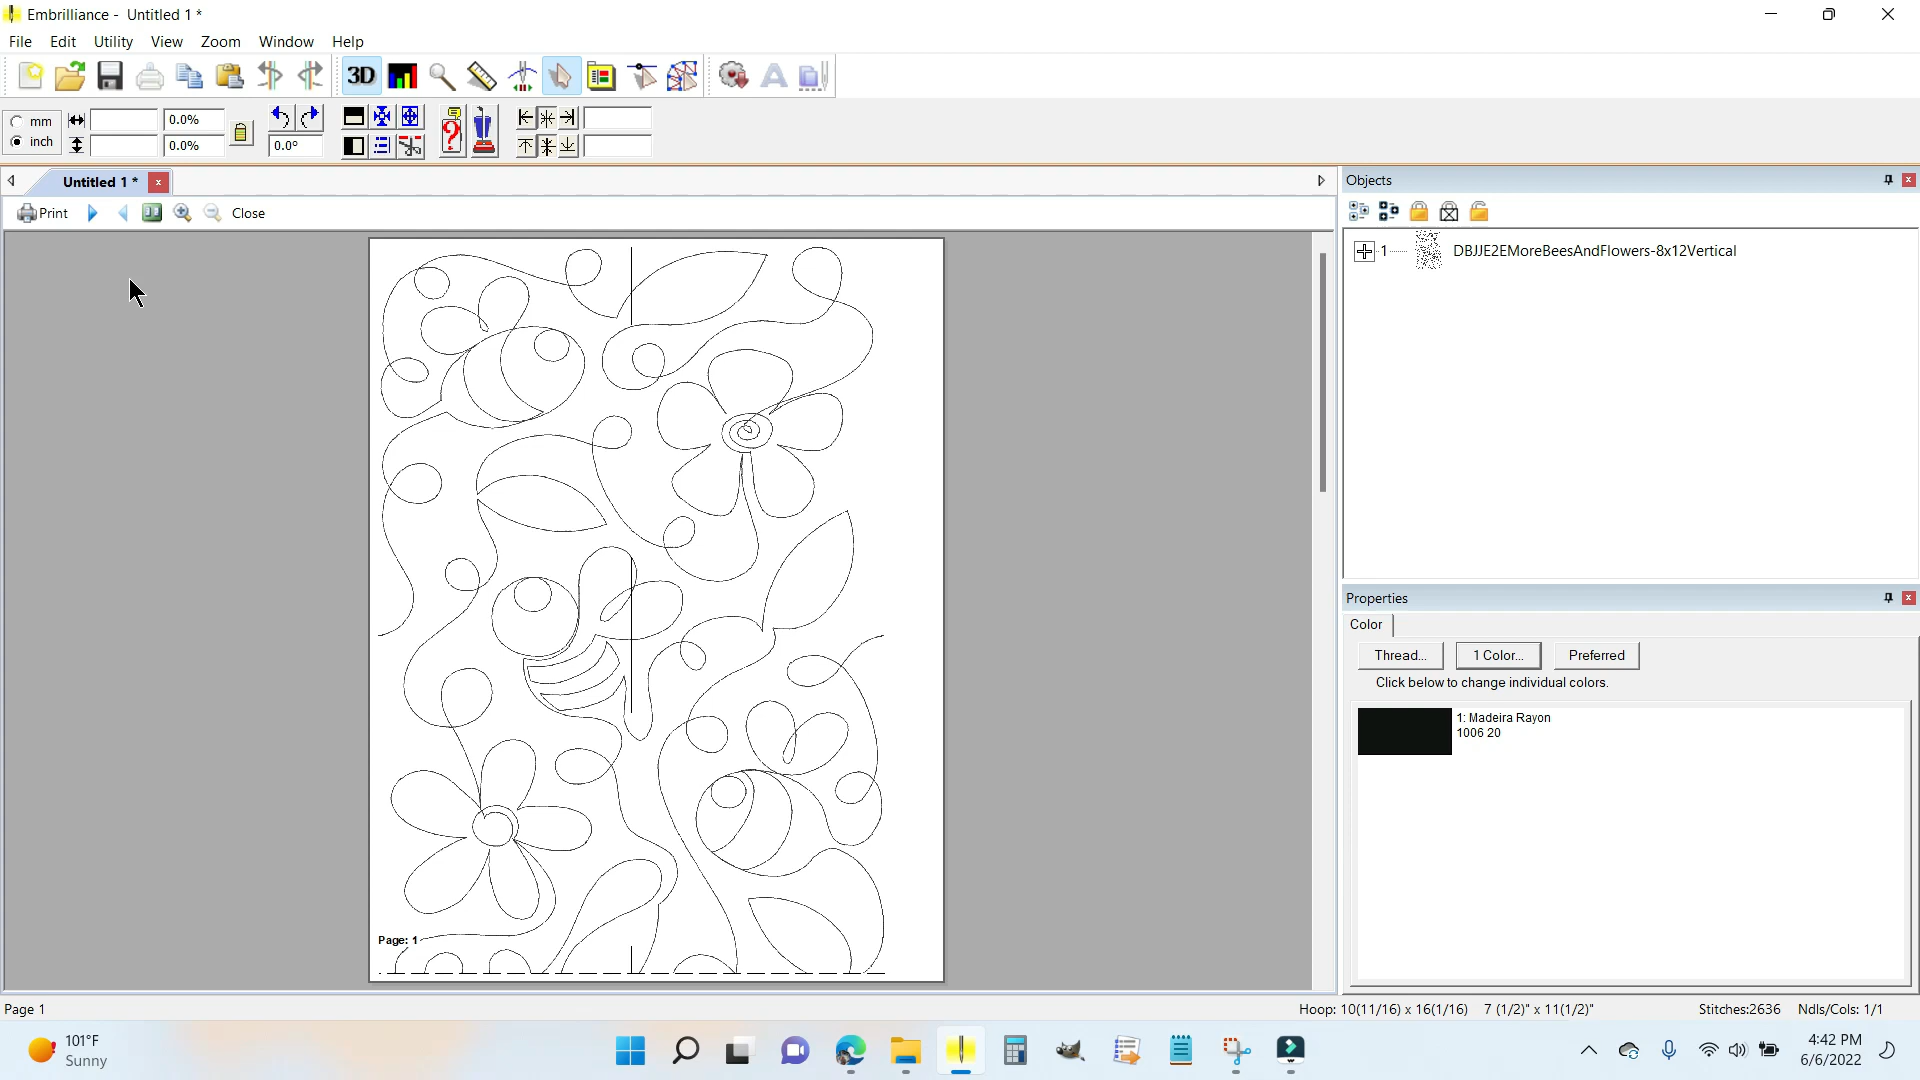 Embrilliance - Untitled 1 *
File Edit Utility View Zoom Window Help
3D
mm
inch
0.0%
0.0%
0.0°
Untitled 1 *
Print
Close
Objects
1
DBJJE2EMoreBeesAndFlowers-8x12Vertical
Properties
Color
Thread...
1 Color...
Preferred
Click below to change individual colors.
1: Madeira Rayon
1006 20
Page: 1
Page 1
Hoop: 10(11/16) x 16(1/16) 7 (1/2)" x 11(1/2)"
Stitches:2636
Ndls/Cols: 1/1
101°F
Sunny
4:42 PM
6/6/2022